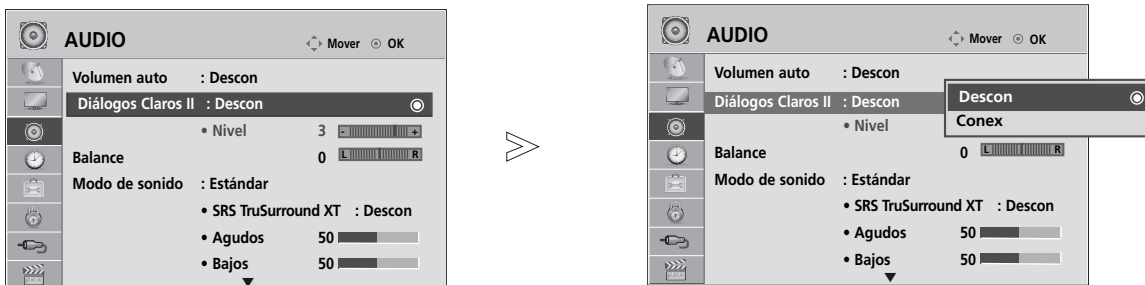 AUDIO
Mover OK
Volumen auto : Descon
Diálogos Claros II : Descon
• Nivel 3 - +
Balance 0 L R
Modo de sonido : Estándar
• SRS TruSurround XT : Descon
• Agudos 50
• Bajos 50
AUDIO
Mover OK
Volumen auto : Descon
Diálogos Claros II : Descon
Descon
Conex
• Nivel
Balance 0 L R
Modo de sonido : Estándar
• SRS TruSurround XT : Descon
• Agudos 50
• Bajos 50